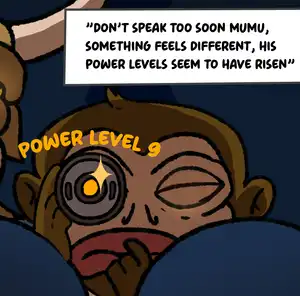 "DON'T SPEAK TOO SOON MUMU,
SOMETHING FEELS DIFFERENT, HIS
POWER LEVELS SEEM TO HAVE RISEN"
POWER LEVEL 9